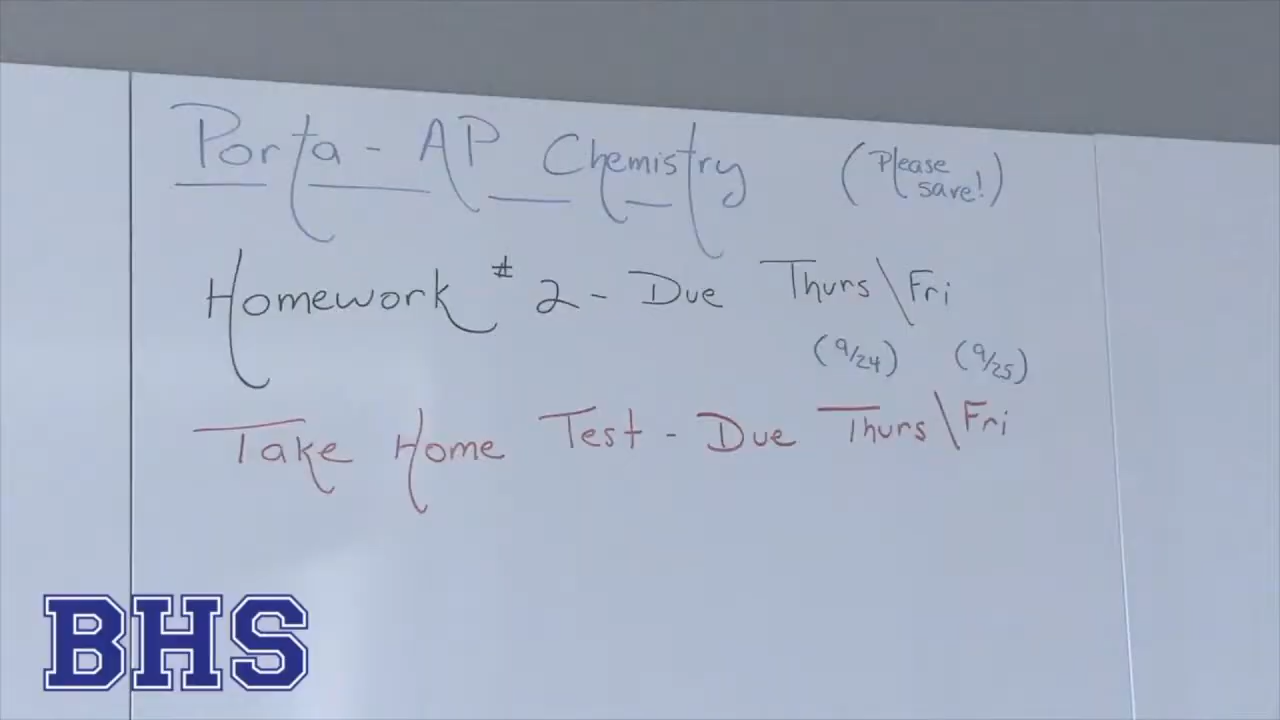 Porta - AP Chemistry (Please save!)
Homework # 2 - Due Thurs\Fri
(9/24) (9/25)
Take Home Test - Due Thurs\Fri
BHS